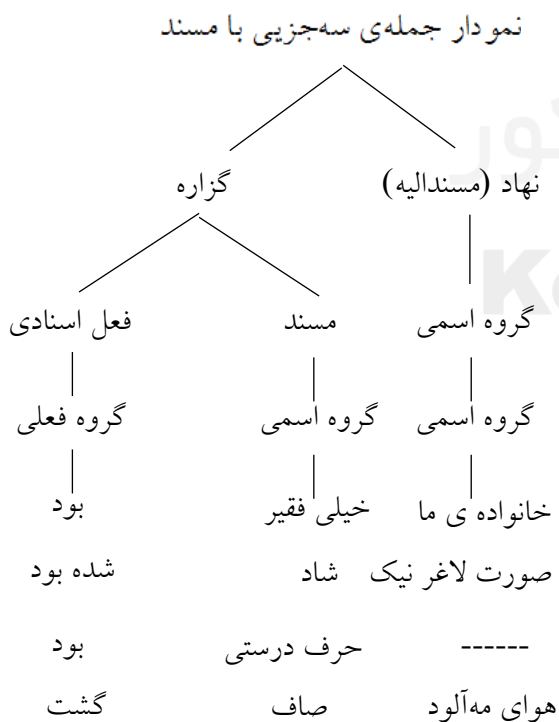 نمودار جمله‌ی سه‌جزیی با مسند
نهاد (مسندالیه) گزاره
گروه اسمی مسند فعل اسنادی
گروه اسمی گروه اسمی گروه فعلی
خانواده ی ما خیلی فقیر بود
صورت لاغر نیک شاد شده بود
------ حرف درستی بود
هوای مه‌آلود صاف گشت